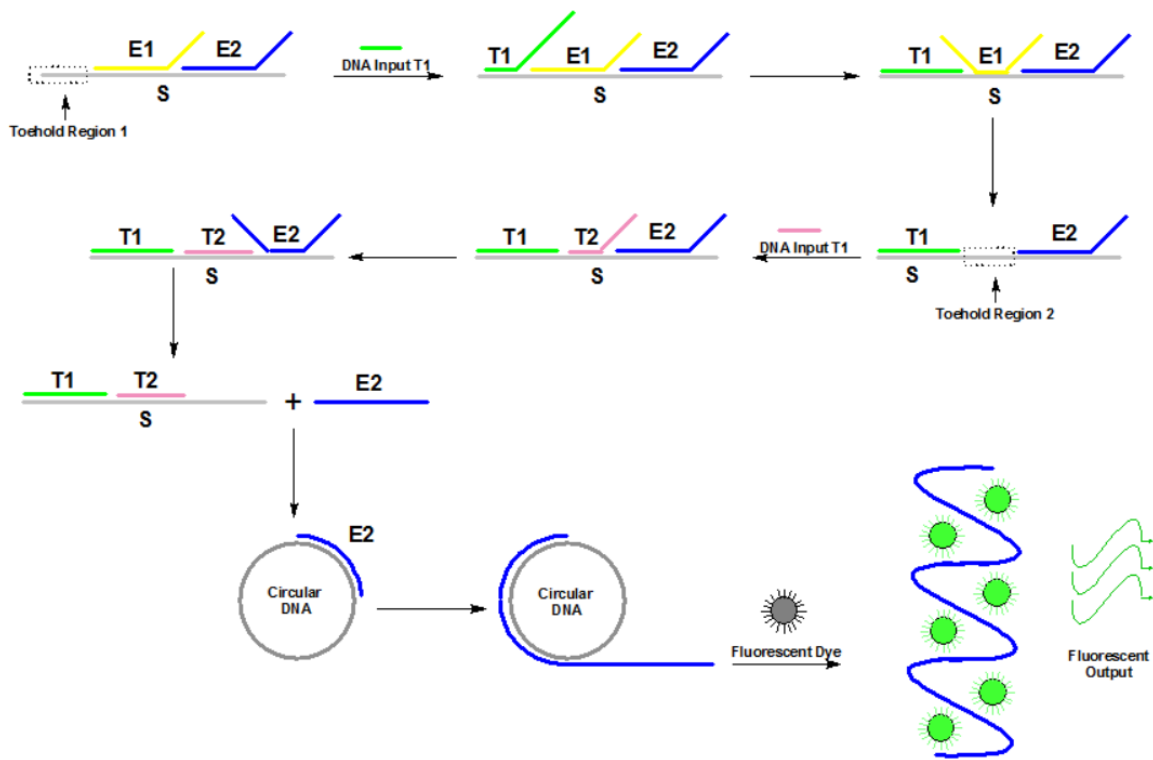 E1 E2
S
Toehold Region 1
DNA Input T1
T1 E1 E2
S
T1 E1 E2
S
T1 T2 E2
S
T1 T2 E2
S
DNA Input T1
T1 E2
S
Toehold Region 2
T1 T2
S
+
E2
E2
Circular
DNA
Circular
DNA
Fluorescent Dye
Fluorescent
Output